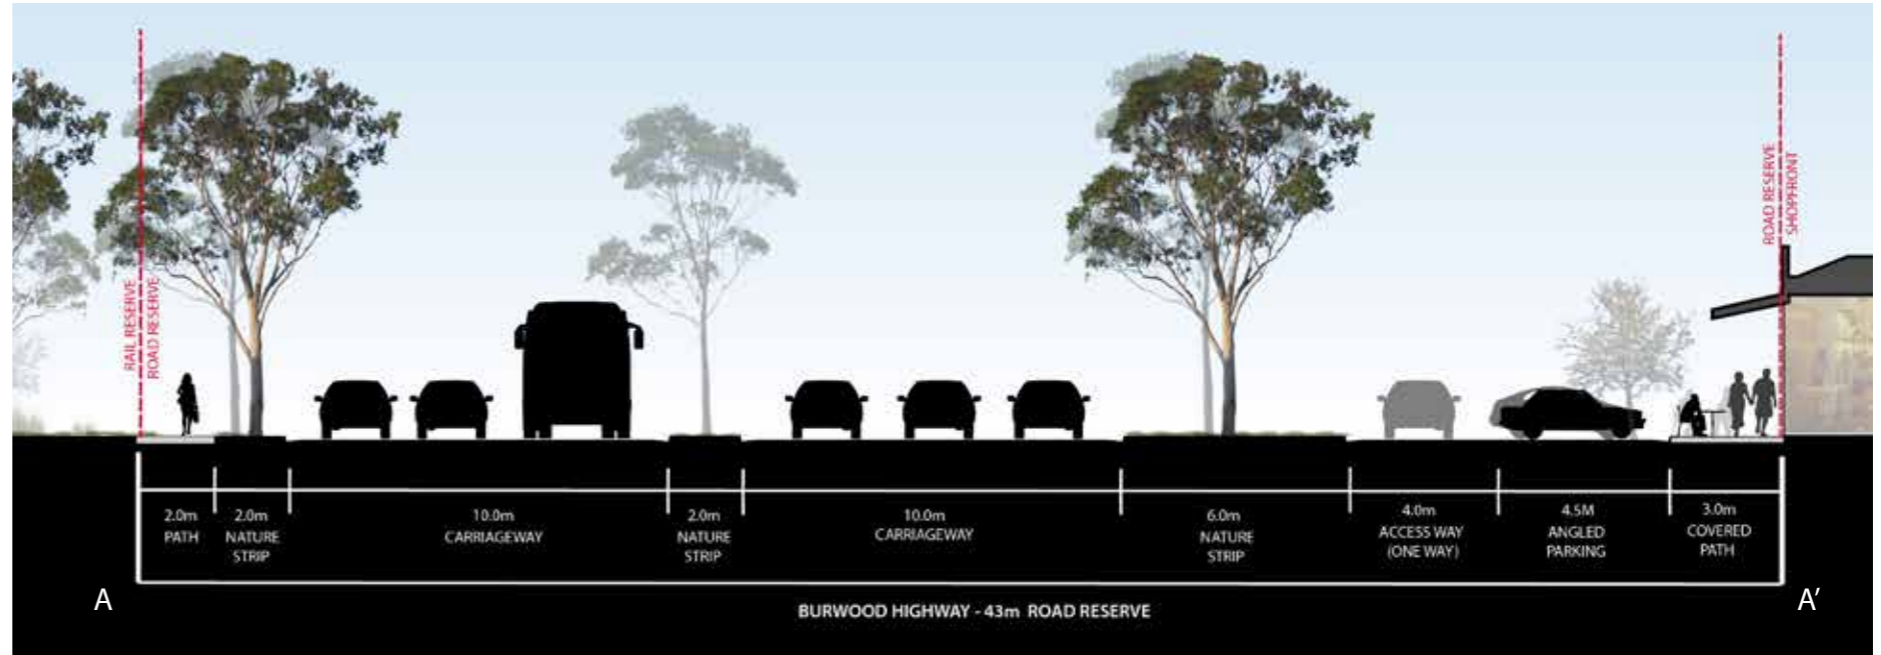 RAIL RESERVE
ROAD RESERVE
ROAD RESERVE
SHOPFRONT
2.0m
PATH
2.0m
NATURE
STRIP
10.0m
CARRIAGEWAY
2.0m
NATURE
STRIP
10.0m
CARRIAGEWAY
6.0m
NATURE
STRIP
4.0m
ACCESS WAY
(ONE WAY)
4.5M
ANGLED
PARKING
3.0m
COVERED
PATH
A
A'
BURWOOD HIGHWAY - 43m ROAD RESERVE